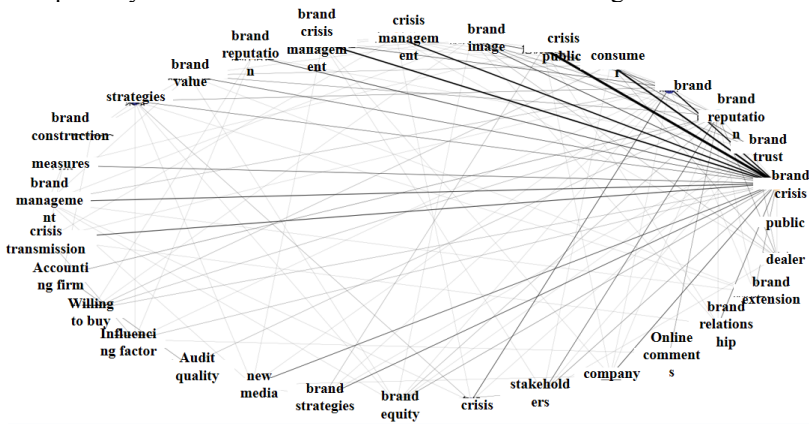 brand
crisis
managem
ent
crisis
managem
ent
brand
image
crisis
public
consume
r
brand
brand
reputatio
n
brand
trust
brand
crisis
public
dealer
brand
extension
brand
relations
hip
Online
comment
s
company
stakehold
ers
crisis
brand
equity
brand
strategies
new
media
Audit
quality
Influenci
ng factor
Willing
to buy
Accounti
ng firm
crisis
transmission
brand
manageme
nt
measures
brand
construction
strategies
brand
value
brand
reputatio
n